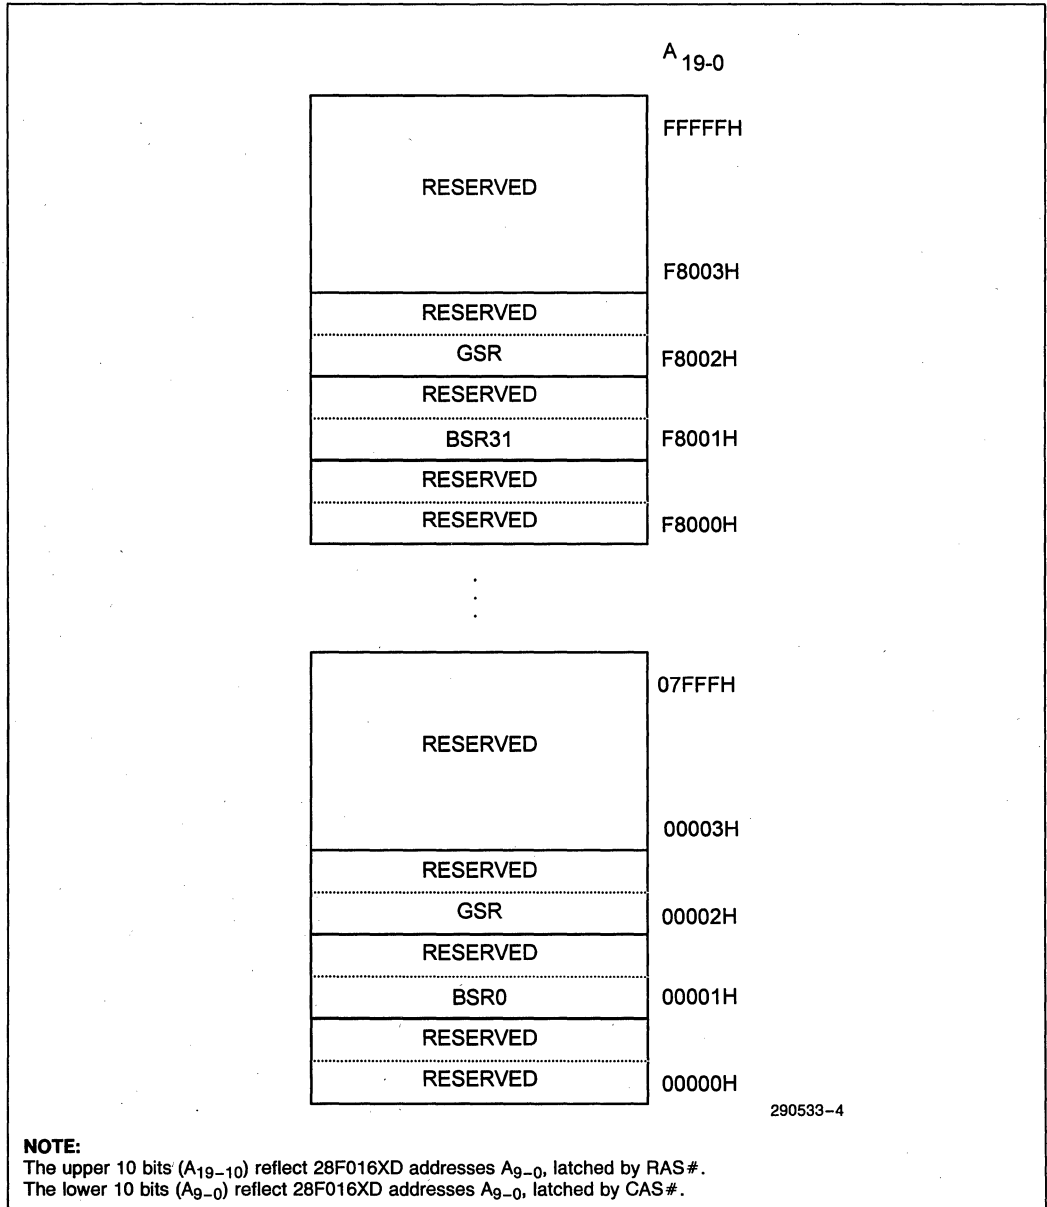 A 19-0
FFFFFH
RESERVED
F8003H
RESERVED
GSR F8002H
RESERVED
BSR31 F8001H
RESERVED
RESERVED F8000H
07FFFH
RESERVED
00003H
RESERVED
GSR 00002H
RESERVED
BSR0 00001H
RESERVED
RESERVED 00000H
290533-4
NOTE:
The upper 10 bits (A19-10) reflect 28F016XD addresses A9-0, latched by RAS#.
The lower 10 bits (A9-0) reflect 28F016XD addresses A9-0, latched by CAS#.